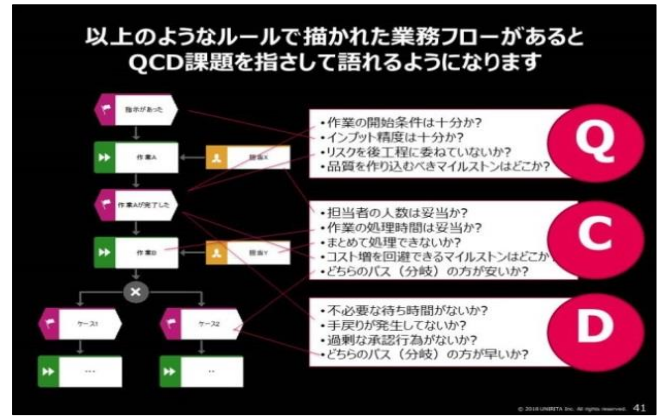 以上のようなルールで描かれた業務フローがあると
QCD課題を指さして語れるようになります
指示があった
作業A
担当X
作業Aが完了した
作業B
担当Y
ケース1
ケース2
...
..
・作業の開始条件は十分か?
・インプット精度は十分か?
・リスクを後工程に委ねていないか?
・品質を作り込むべきマイルストンはどこか?
Q
・担当者の人数は妥当か?
・作業の処理時間は妥当か?
・まとめて処理できないか?
・コスト増を回避できるマイルストンはどこか
・どちらのパス（分岐）の方が安いか?
C
・不必要な待ち時間がないか?
・手戻りが発生してないか?
・過剰な承認行為がないか?
・どちらのパス（分岐）の方が早いか?
D
© 2018 UNIRITA Inc. All rights reserved. 41